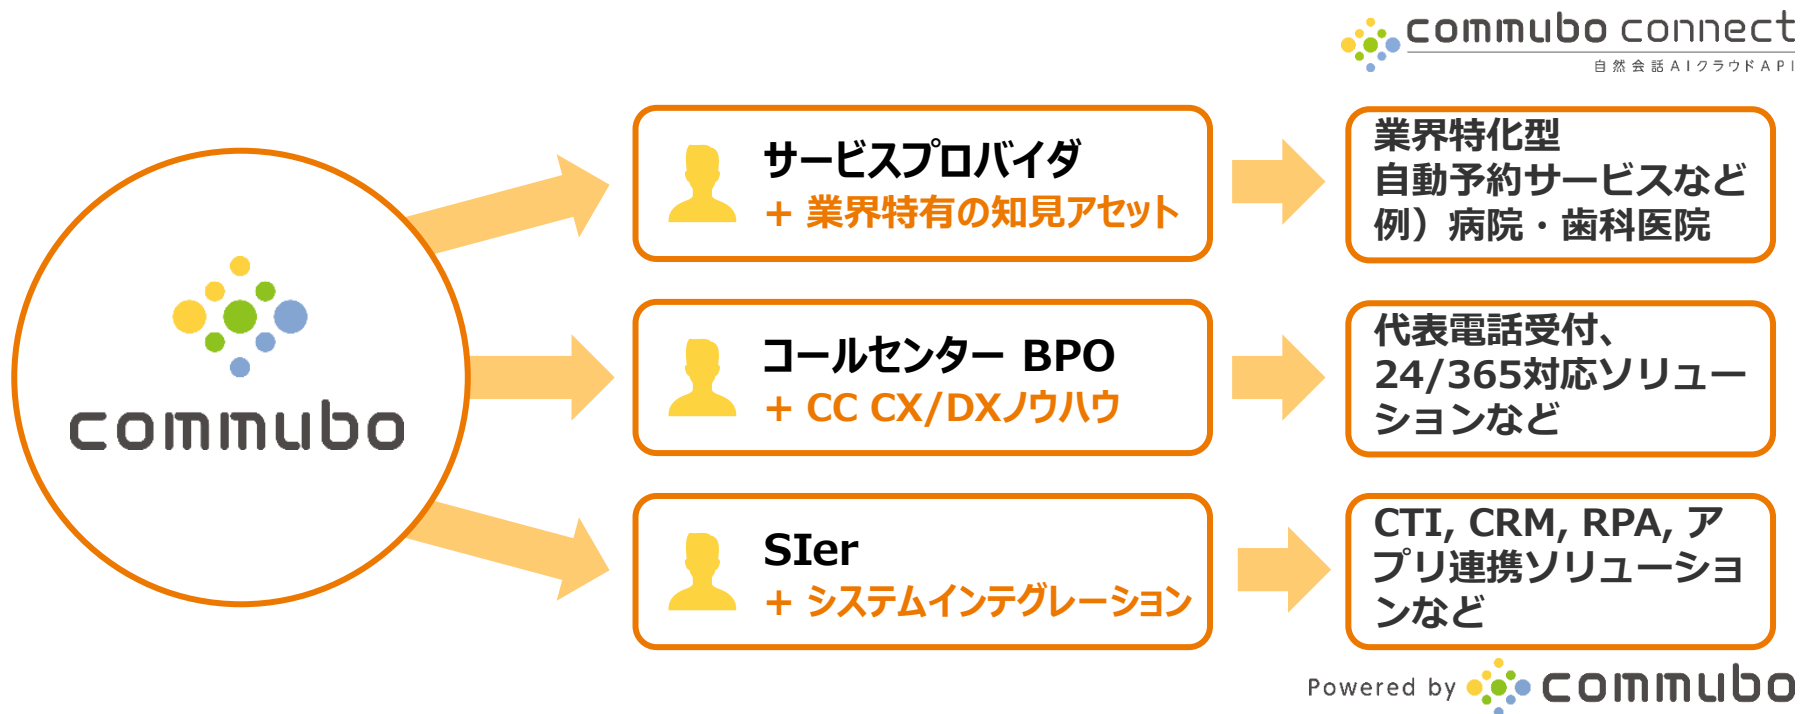 commubo connect
自然会話AIクラウドAPI
commubo
サービスプロバイダ
+ 業界特有の知見アセット
業界特化型
自動予約サービスなど
例）病院・歯科医院
コールセンター BPO
+ CC CX/DXノウハウ
代表電話受付、
24/365対応ソリュー
ションなど
SIer
+ システムインテグレーション
CTI, CRM, RPA, ア
プリ連携ソリューショ
ンなど
Powered by commubo